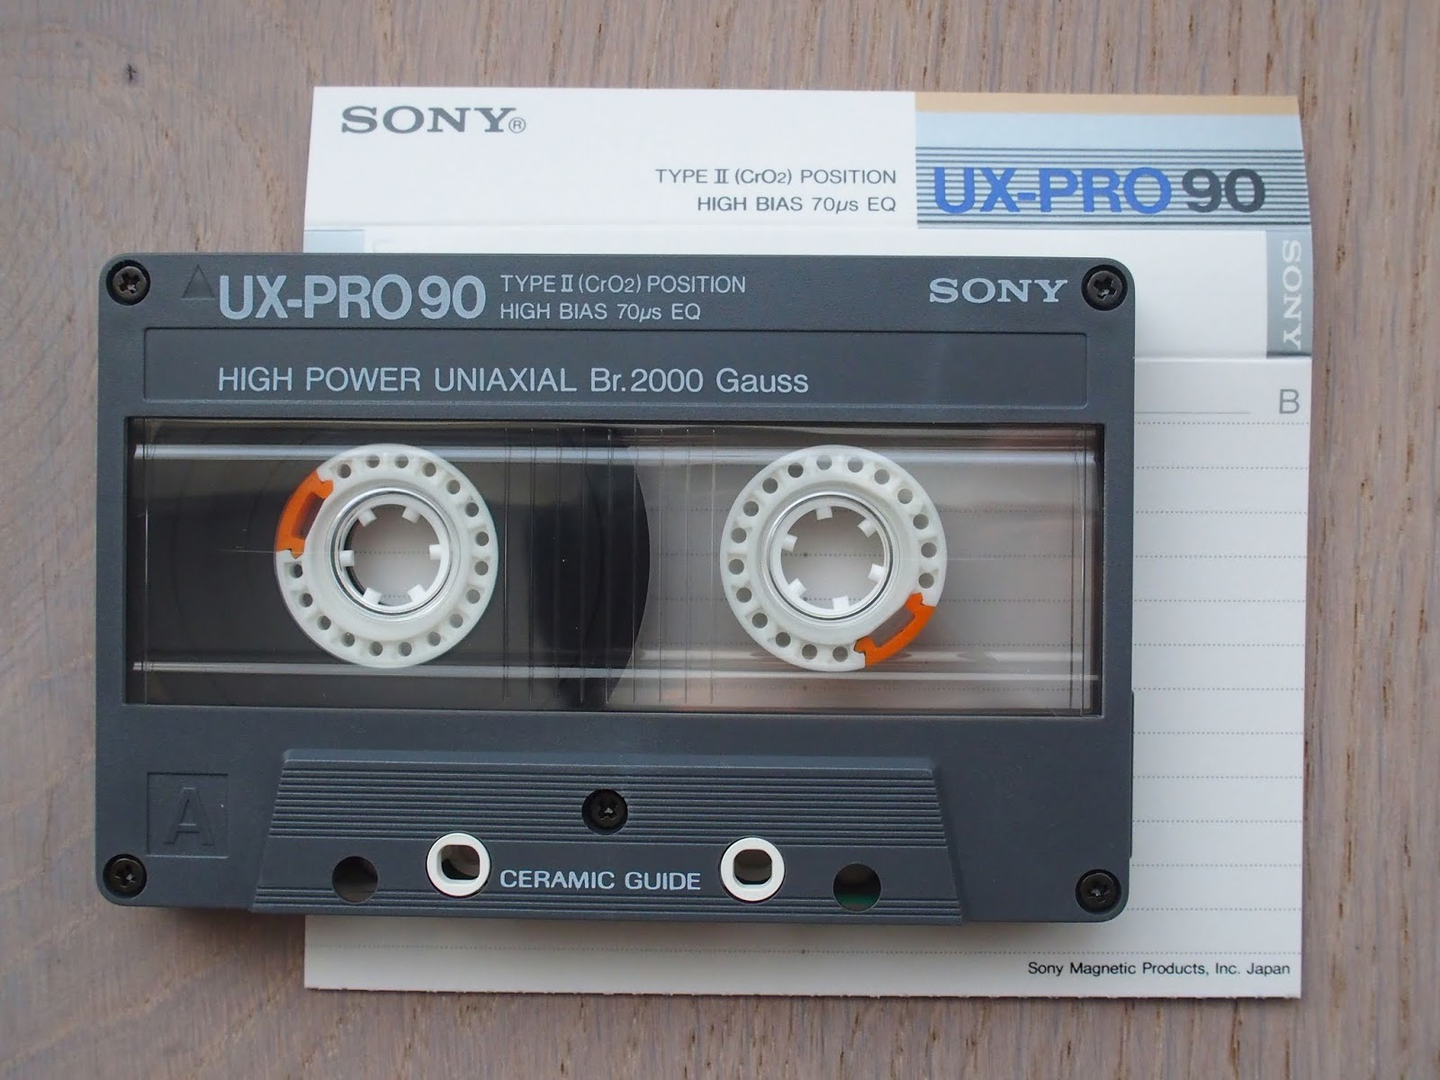 SONY®
TYPE II (CrO2) POSITION
HIGH BIAS 70µs EQ
UX-PRO 90
SONY
UX-PRO 90
TYPE II (CrO2) POSITION
HIGH BIAS 70µs EQ
SONY
HIGH POWER UNIAXIAL Br. 2000 Gauss
B
A
CERAMIC GUIDE
Sony Magnetic Products, Inc. Japan